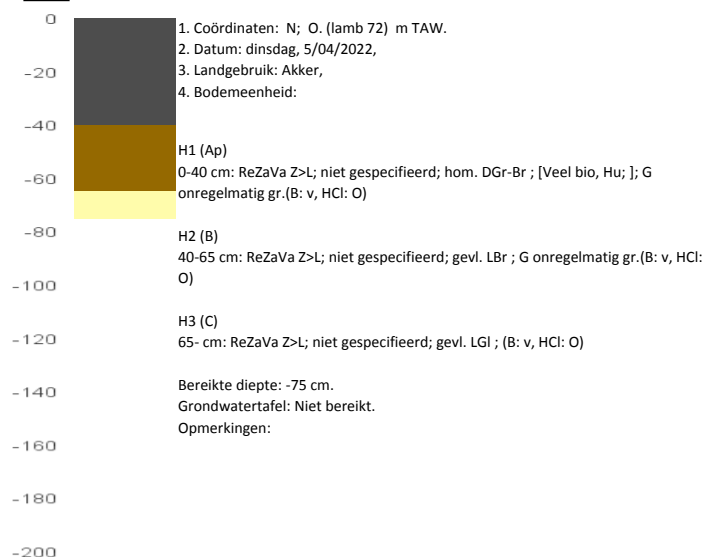 0
-20
-40
-60
-80
-100
-120
-140
-160
-180
-200
1. Coördinaten: N; O. (lamb 72) m TAW.
2. Datum: dinsdag, 5/04/2022,
3. Landgebruik: Akker,
4. Bodemeenheid:
H1 (Ap)
0-40 cm: ReZaVa Z>L; niet gespecifieerd; hom. DGr-Br ; [Veel bio, Hu; ]; G
onregelmatig gr.(B: v, HCl: O)
H2 (B)
40-65 cm: ReZaVa Z>L; niet gespecifieerd; gevl. LBr ; G onregelmatig gr.(B: v, HCl:
O)
H3 (C)
65- cm: ReZaVa Z>L; niet gespecifieerd; gevl. LGl ; (B: v, HCl: O)
Bereikte diepte: -75 cm.
Grondwatertafel: Niet bereikt.
Opmerkingen: